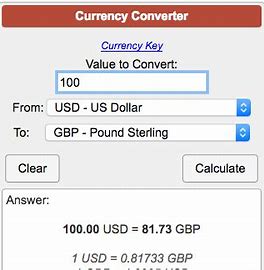 Currency Converter
Currency Key
Value to Convert:
100
From: USD - US Dollar
To: GBP - Pound Sterling
Clear Calculate
Answer:
100.00 USD = 81.73 GBP
1 USD = 0.81733 GBP